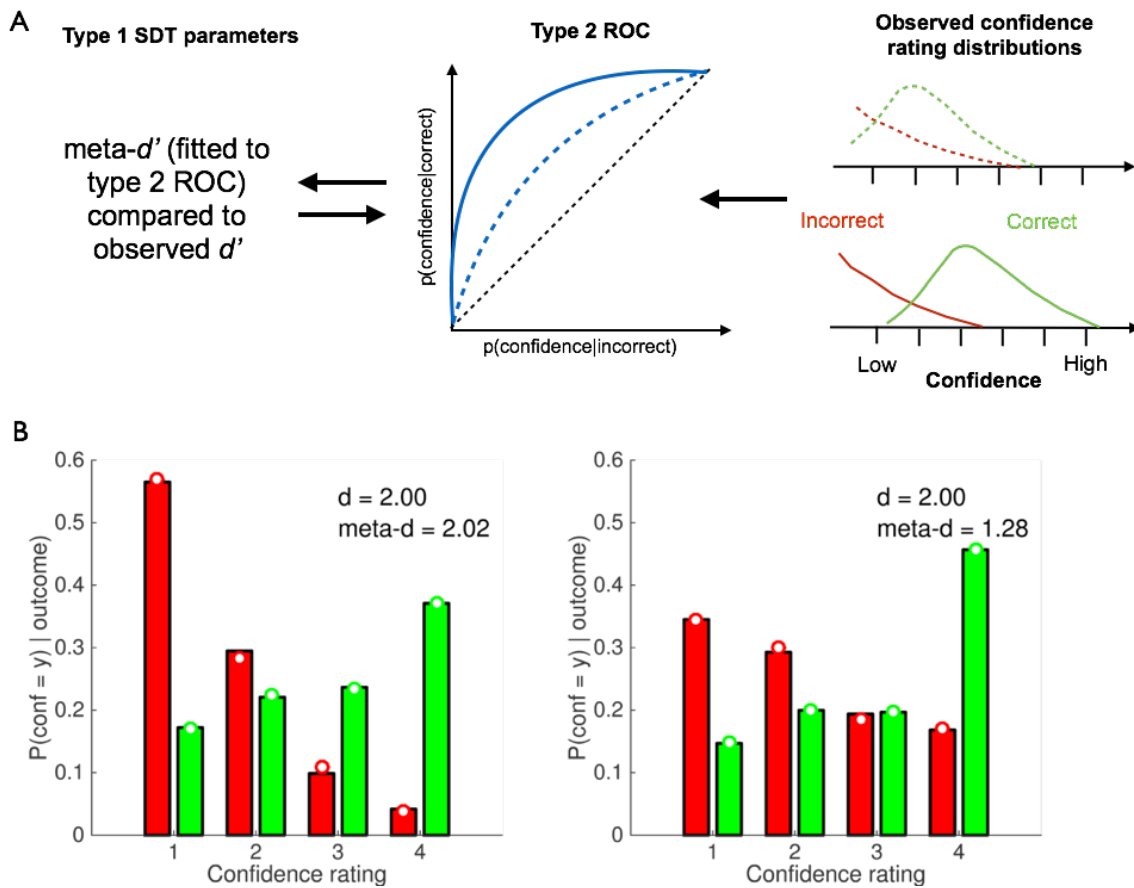 A
Type 1 SDT parameters
Type 2 ROC
Observed confidence
rating distributions
meta-d' (fitted to
type 2 ROC)
compared to
observed d'
p(confidence|correct)
p(confidence|incorrect)
Incorrect
Correct
Low
High
Confidence
B
P(conf = y) | outcome
0.6
0.5
0.4
0.3
0.2
0.1
0
d = 2.00
meta-d = 2.02
1 2 3 4
Confidence rating
P(conf = y) | outcome
0.6
0.5
0.4
0.3
0.2
0.1
0
d = 2.00
meta-d = 1.28
1 2 3 4
Confidence rating